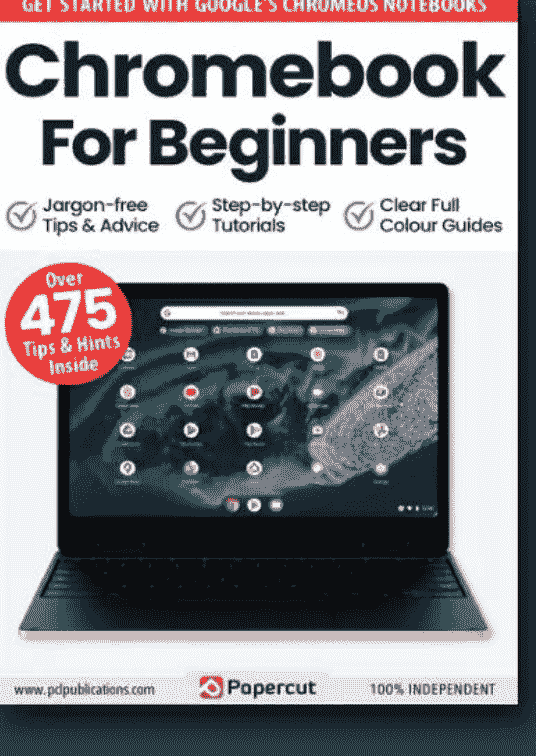 GET STARTED WITH GOOGLE'S CHROMEOS NOTEBOOKS
Chromebook
For Beginners
Jargon-free
Tips & Advice
Step-by-step
Tutorials
Clear Full
Colour Guides
Over
475
Tips & Hints
Inside
www.pdpublications.com
Papercut
100% INDEPENDENT